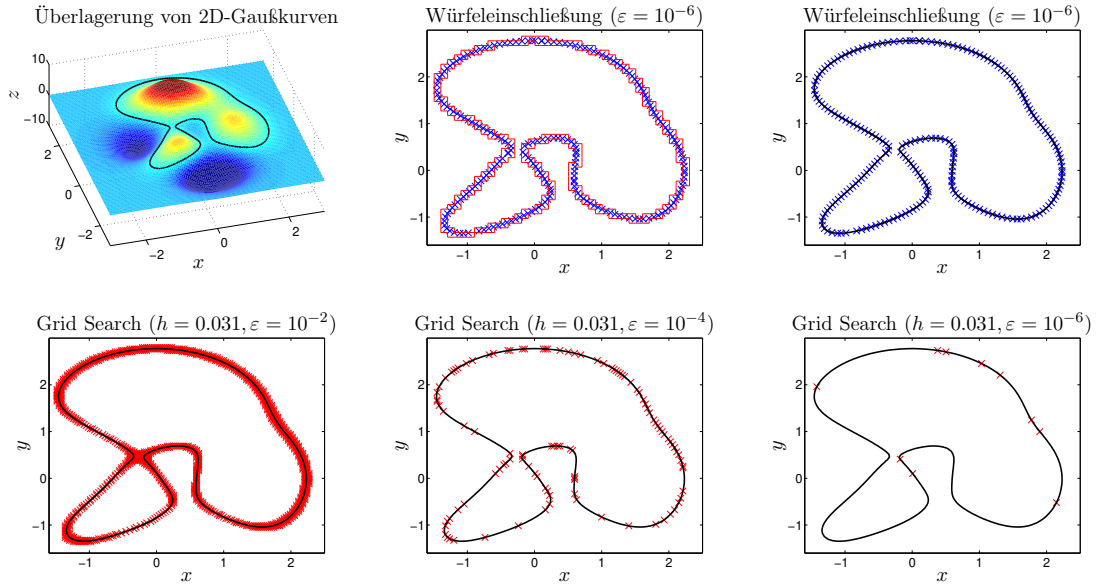 Überlagerung von 2D-Gaußkurven
10
0
−10
z
2
0
−2
y
−2
0
2
x
Würfeleinschließung (ε = 10⁻⁶)
2
1
0
−1
y
−1
0
1
2
x
Würfeleinschließung (ε = 10⁻⁶)
2
1
0
−1
y
−1
0
1
2
x
Grid Search (h = 0.031, ε = 10⁻²)
2
1
0
−1
y
−1
0
1
2
x
Grid Search (h = 0.031, ε = 10⁻⁴)
2
1
0
−1
y
−1
0
1
2
x
Grid Search (h = 0.031, ε = 10⁻⁶)
2
1
0
−1
y
−1
0
1
2
x